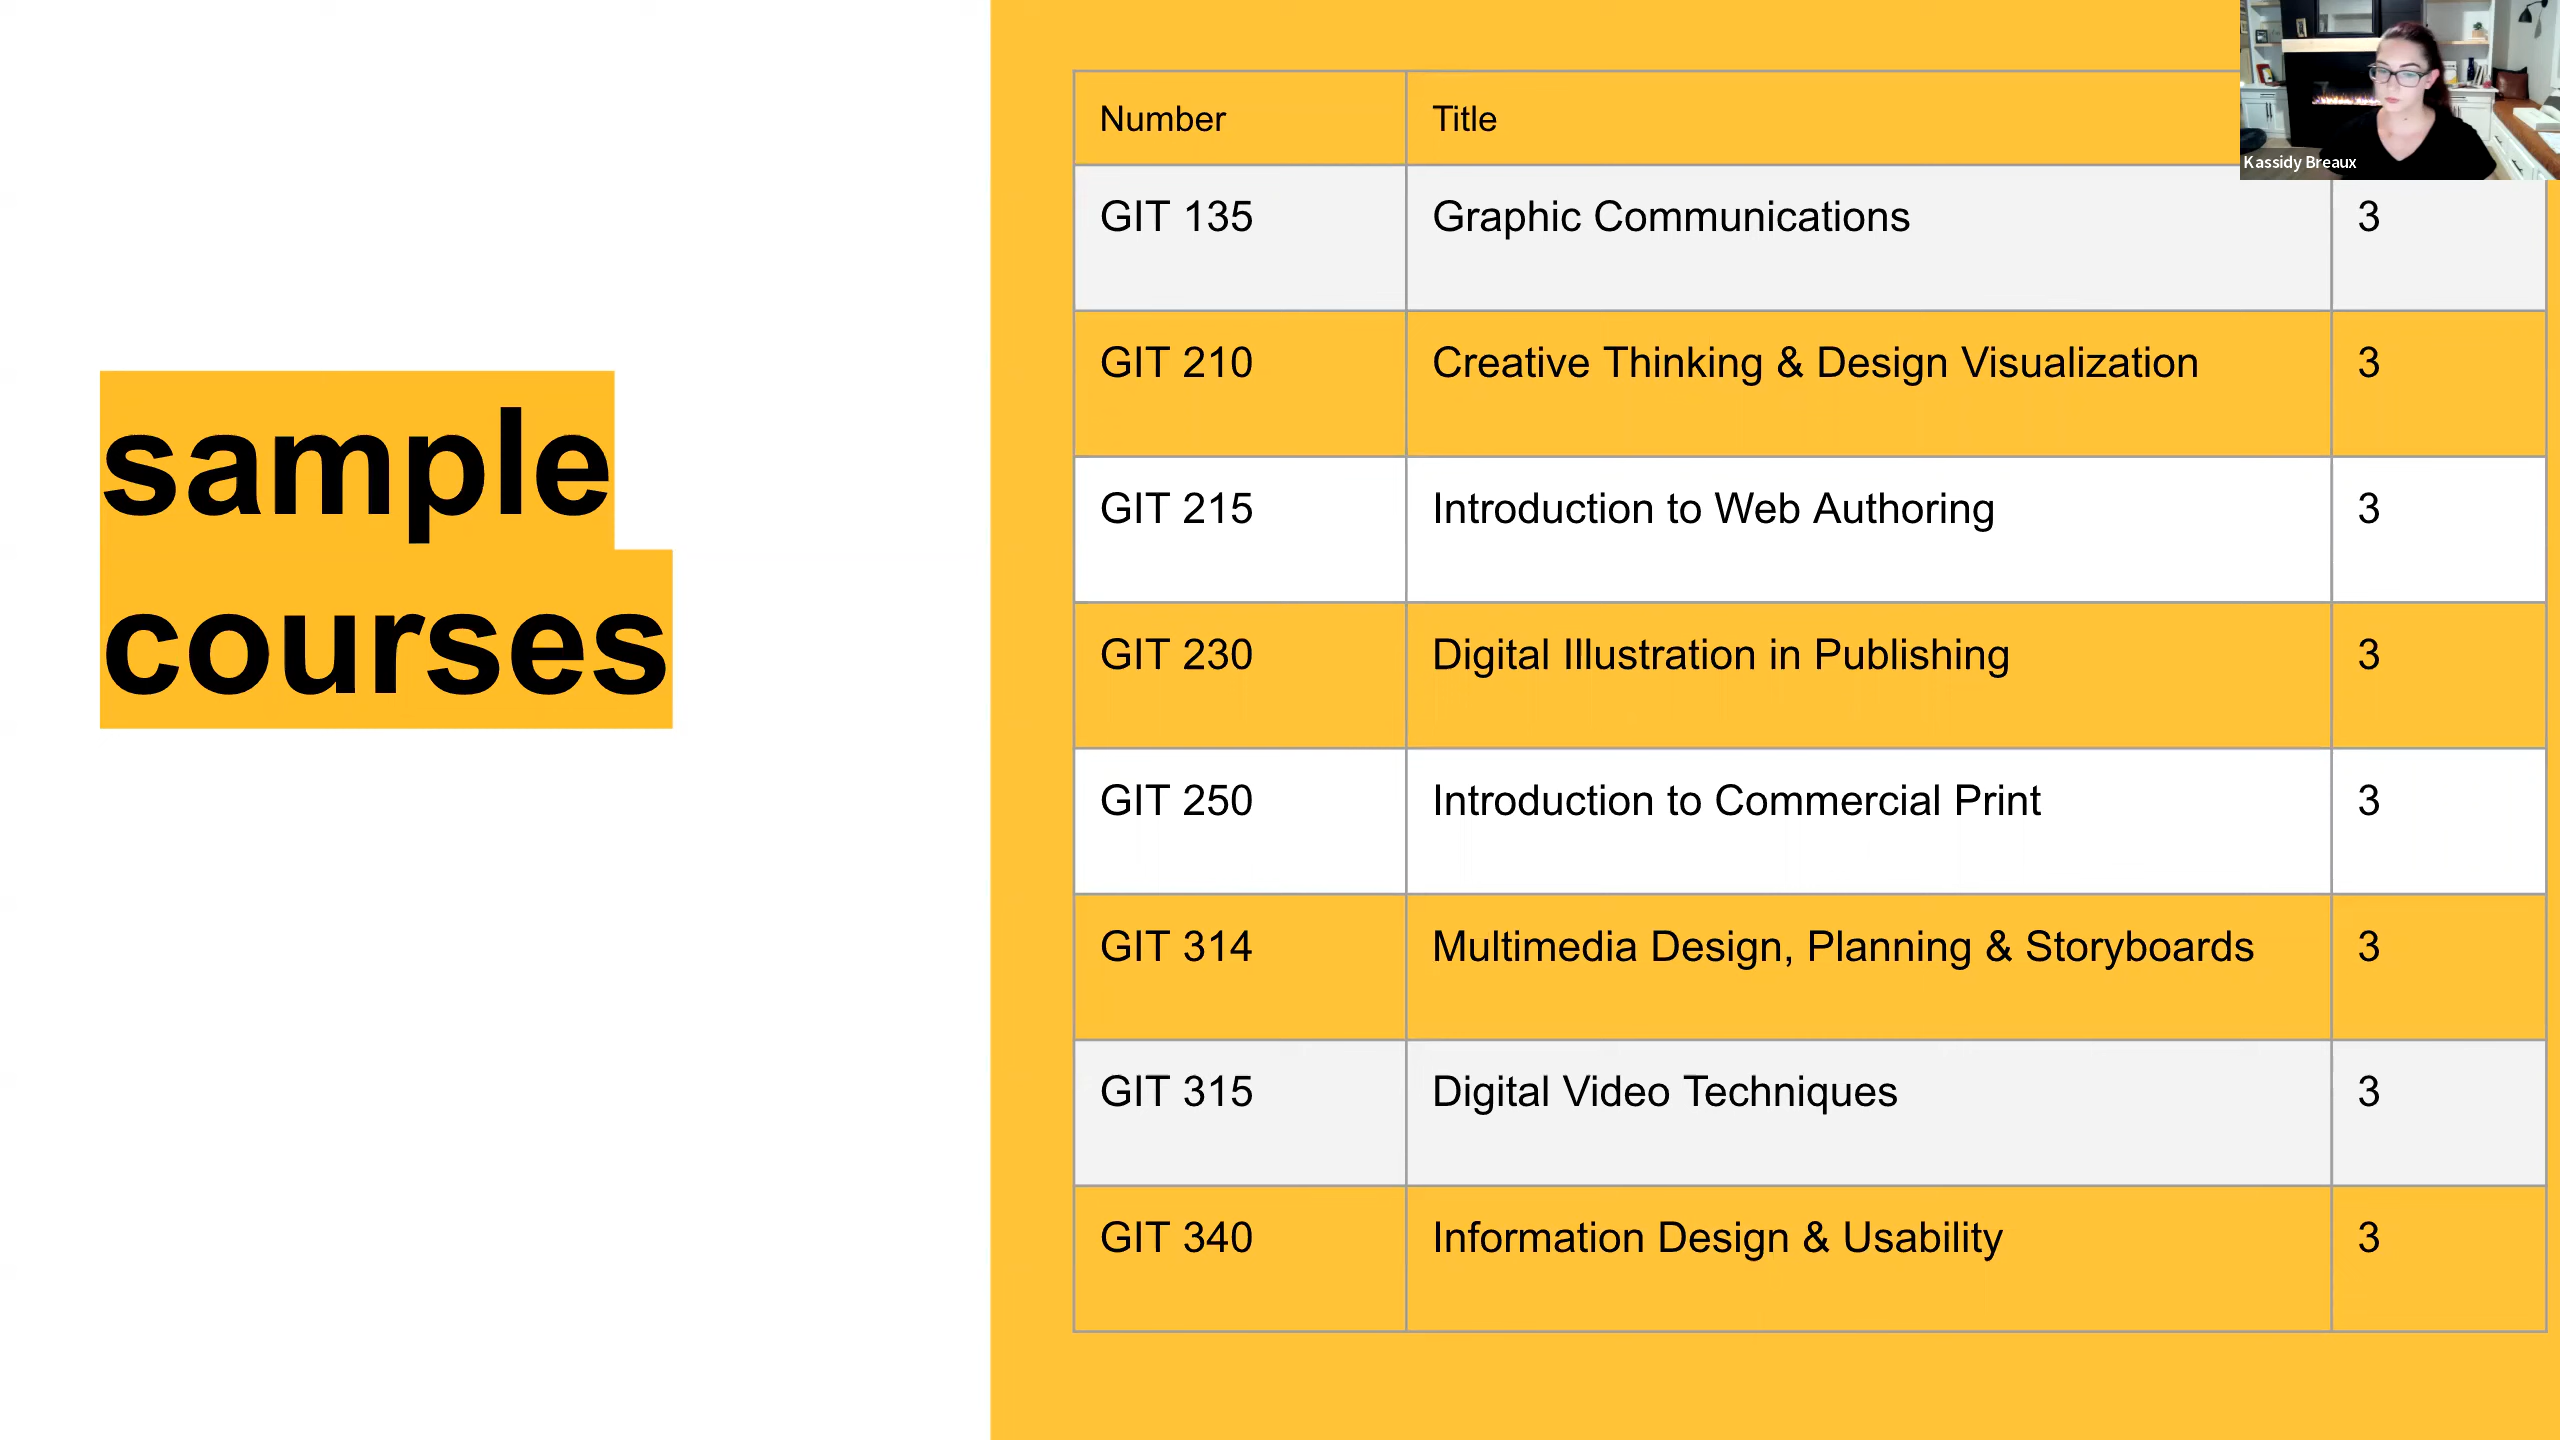 sample
courses
Number Title
GIT 135 Graphic Communications 3
GIT 210 Creative Thinking & Design Visualization 3
GIT 215 Introduction to Web Authoring 3
GIT 230 Digital Illustration in Publishing 3
GIT 250 Introduction to Commercial Print 3
GIT 314 Multimedia Design, Planning & Storyboards 3
GIT 315 Digital Video Techniques 3
GIT 340 Information Design & Usability 3
Kassidy Breaux